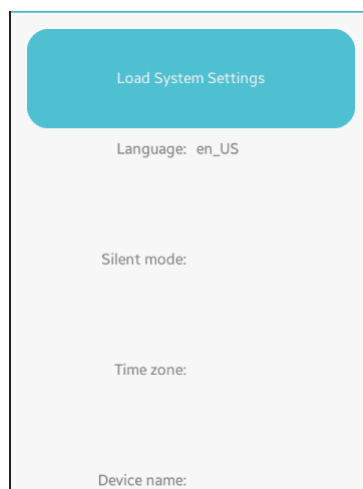 Load System Settings
Language: en_US
Silent mode:
Time zone:
Device name: